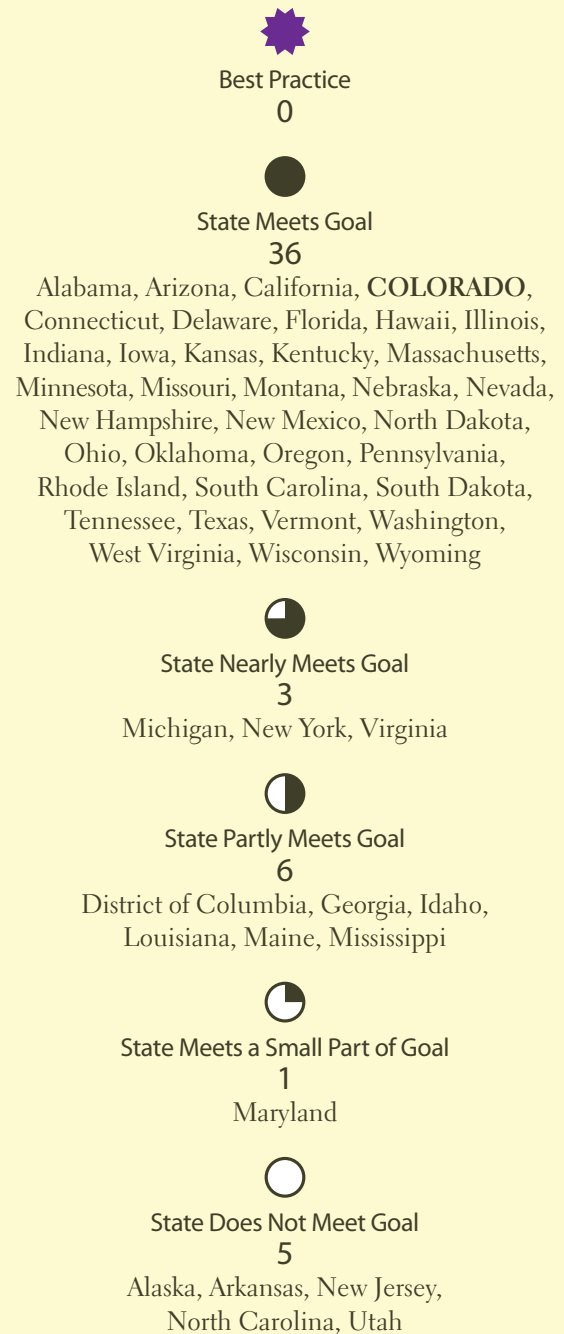 Best Practice
0
State Meets Goal
36
Alabama, Arizona, California, COLORADO,
Connecticut, Delaware, Florida, Hawaii, Illinois,
Indiana, Iowa, Kansas, Kentucky, Massachusetts,
Minnesota, Missouri, Montana, Nebraska, Nevada,
New Hampshire, New Mexico, North Dakota,
Ohio, Oklahoma, Oregon, Pennsylvania,
Rhode Island, South Carolina, South Dakota,
Tennessee, Texas, Vermont, Washington,
West Virginia, Wisconsin, Wyoming
State Nearly Meets Goal
3
Michigan, New York, Virginia
State Partly Meets Goal
6
District of Columbia, Georgia, Idaho,
Louisiana, Maine, Mississippi
State Meets a Small Part of Goal
1
Maryland
State Does Not Meet Goal
5
Alaska, Arkansas, New Jersey,
North Carolina, Utah